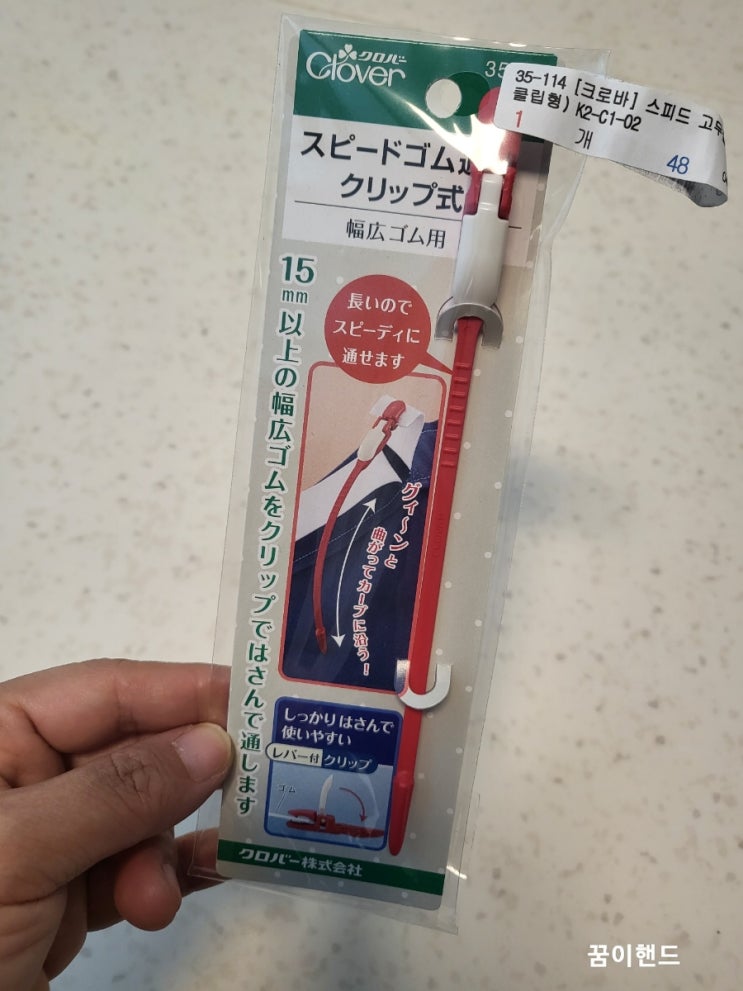 クロバー
Clover
35
35-114 [크로바] 스피드 고무
클립형) K2-C1-02
1 개 48
スピードゴム通
クリップ式
幅広ゴム用
15mm以上の幅広ゴムをクリップではさんで通します
長いので
スピーディに
通せます
グィ〜ンと
曲がってカーブに沿う!
しっかりはさんで
使いやすい
レバー付クリップ
ゴム
クロバー株式会社
꿈이핸드